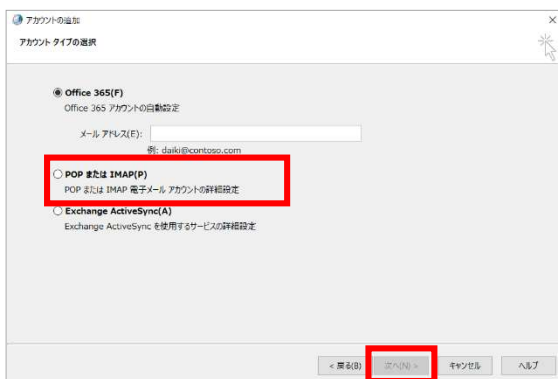 アカウントの追加
アカウント タイプの選択
Office 365(F)
Office 365 アカウントの自動設定
メール アドレス(E):
例: daiki@contoso.com
POP または IMAP(P)
POP または IMAP 電子メール アカウントの詳細設定
Exchange ActiveSync(A)
Exchange ActiveSync を使用するサービスの詳細設定
< 戻る(B) 次へ(N) > キャンセル ヘルプ